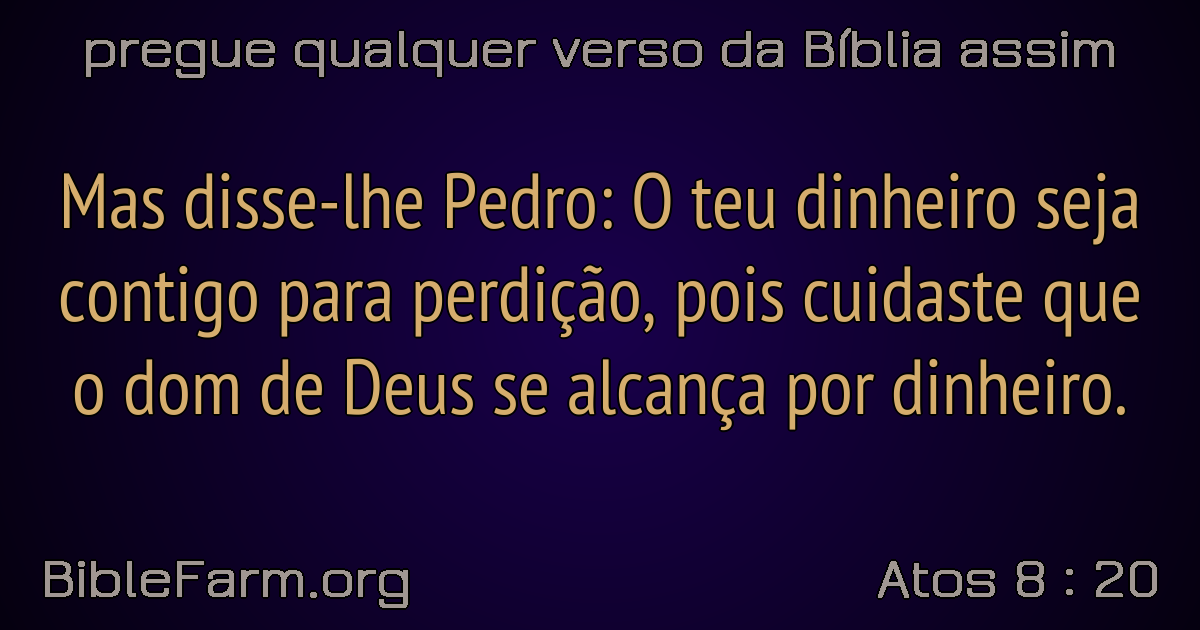 pregue qualquer verso da Bíblia assim
Mas disse-lhe Pedro: O teu dinheiro seja
contigo para perdição, pois cuidaste que
o dom de Deus se alcança por dinheiro.
BibleFarm.org
Atos 8 : 20